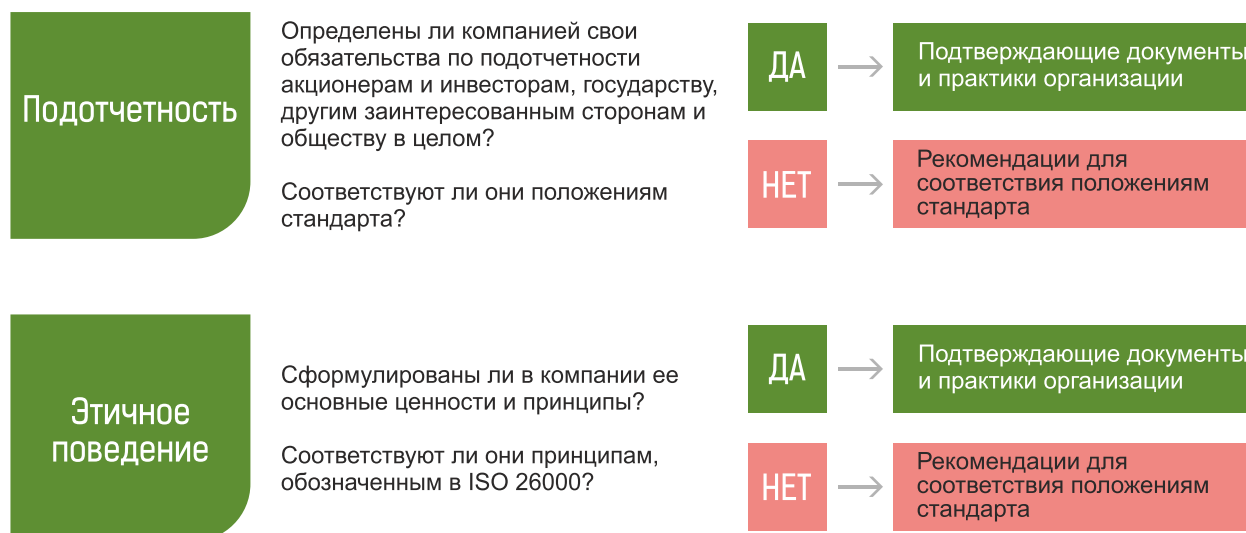 Подотчетность
Определены ли компанией свои
обязательства по подотчетности
акционерам и инвесторам, государству,
другим заинтересованным сторонам и
обществу в целом?
Соответствуют ли они положениям
стандарта?
ДА
Подтверждающие документы
и практики организации
НЕТ
Рекомендации для
соответствия положениям
стандарта
Этичное
поведение
Сформулированы ли в компании ее
основные ценности и принципы?
Соответствуют ли они принципам,
обозначенным в ISO 26000?
ДА
Подтверждающие документы
и практики организации
НЕТ
Рекомендации для
соответствия положениям
стандарта